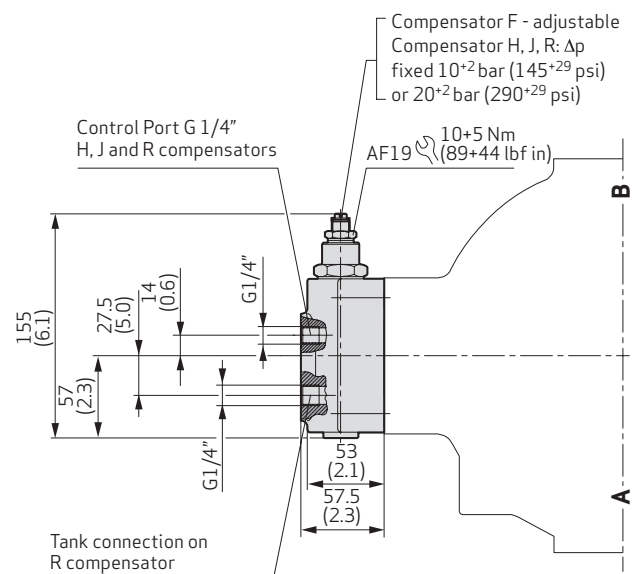 Compensator F - adjustable
Compensator H, J, R: Δp
fixed 10+2 bar (145+29 psi)
or 20+2 bar (290+29 psi)
Control Port G 1/4”
H, J and R compensators
10+5 Nm
AF19
(89+44 lbf in)
B
G1/4”
14
(0.6)
27.5
(5.0)
155
(6.1)
57
(2.3)
G1/4”
53
(2.1)
57.5
(2.3)
A
Tank connection on
R compensator